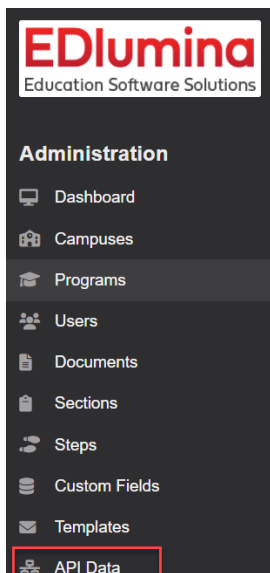 EDlumina
Education Software Solutions
Administration
Dashboard
Campuses
Programs
Users
Documents
Sections
Steps
Custom Fields
Templates
API Data